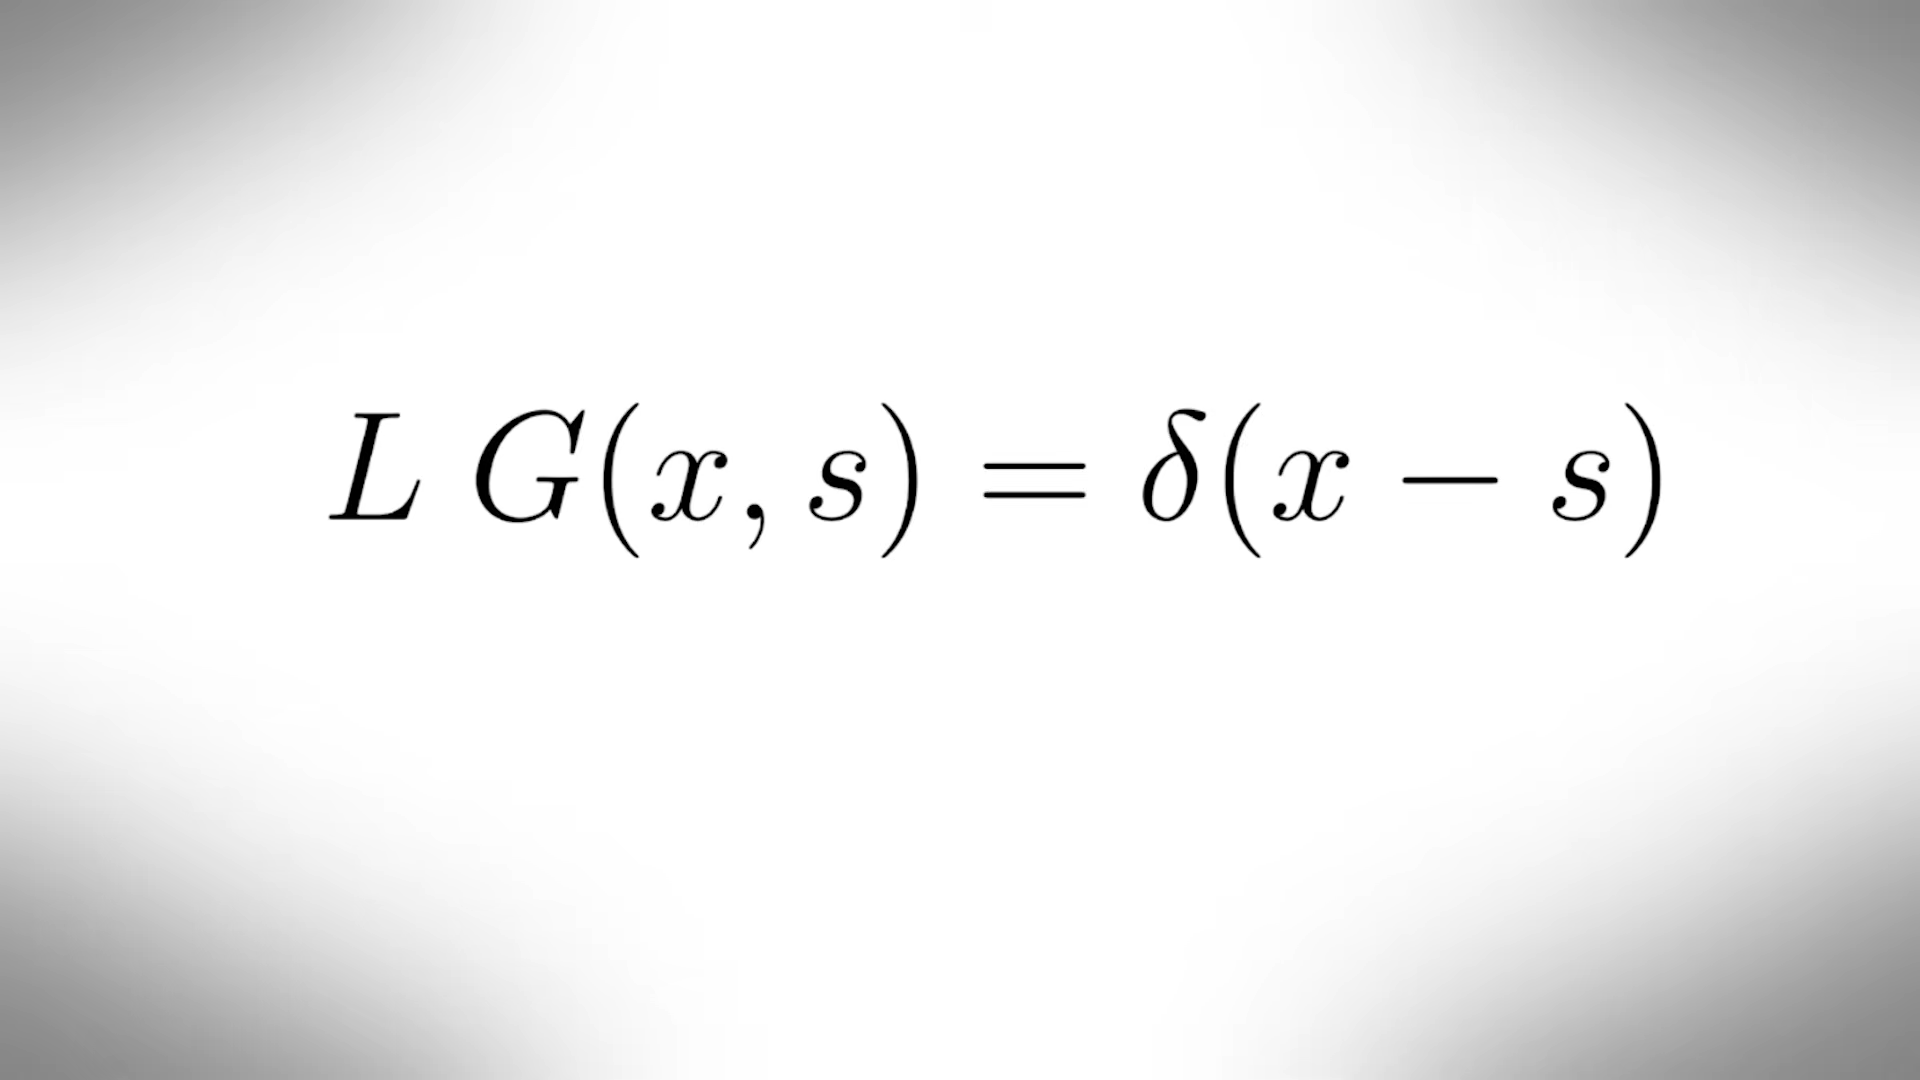 L G(x, s) = δ(x − s)